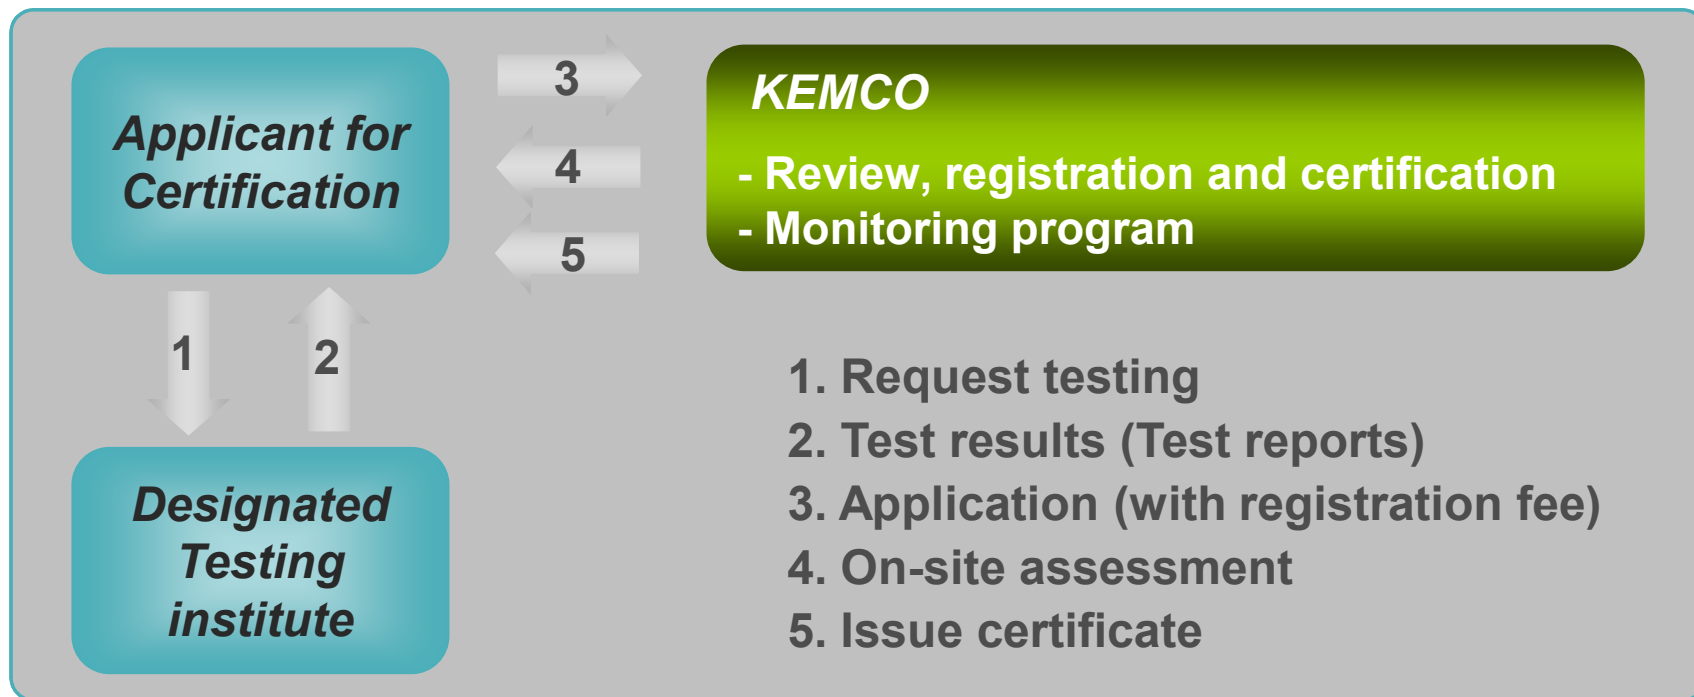 Applicant for
Certification
3
4
5
KEMCO
- Review, registration and certification
- Monitoring program
1
2
Designated
Testing
institute
1. Request testing
2. Test results (Test reports)
3. Application (with registration fee)
4. On-site assessment
5. Issue certificate